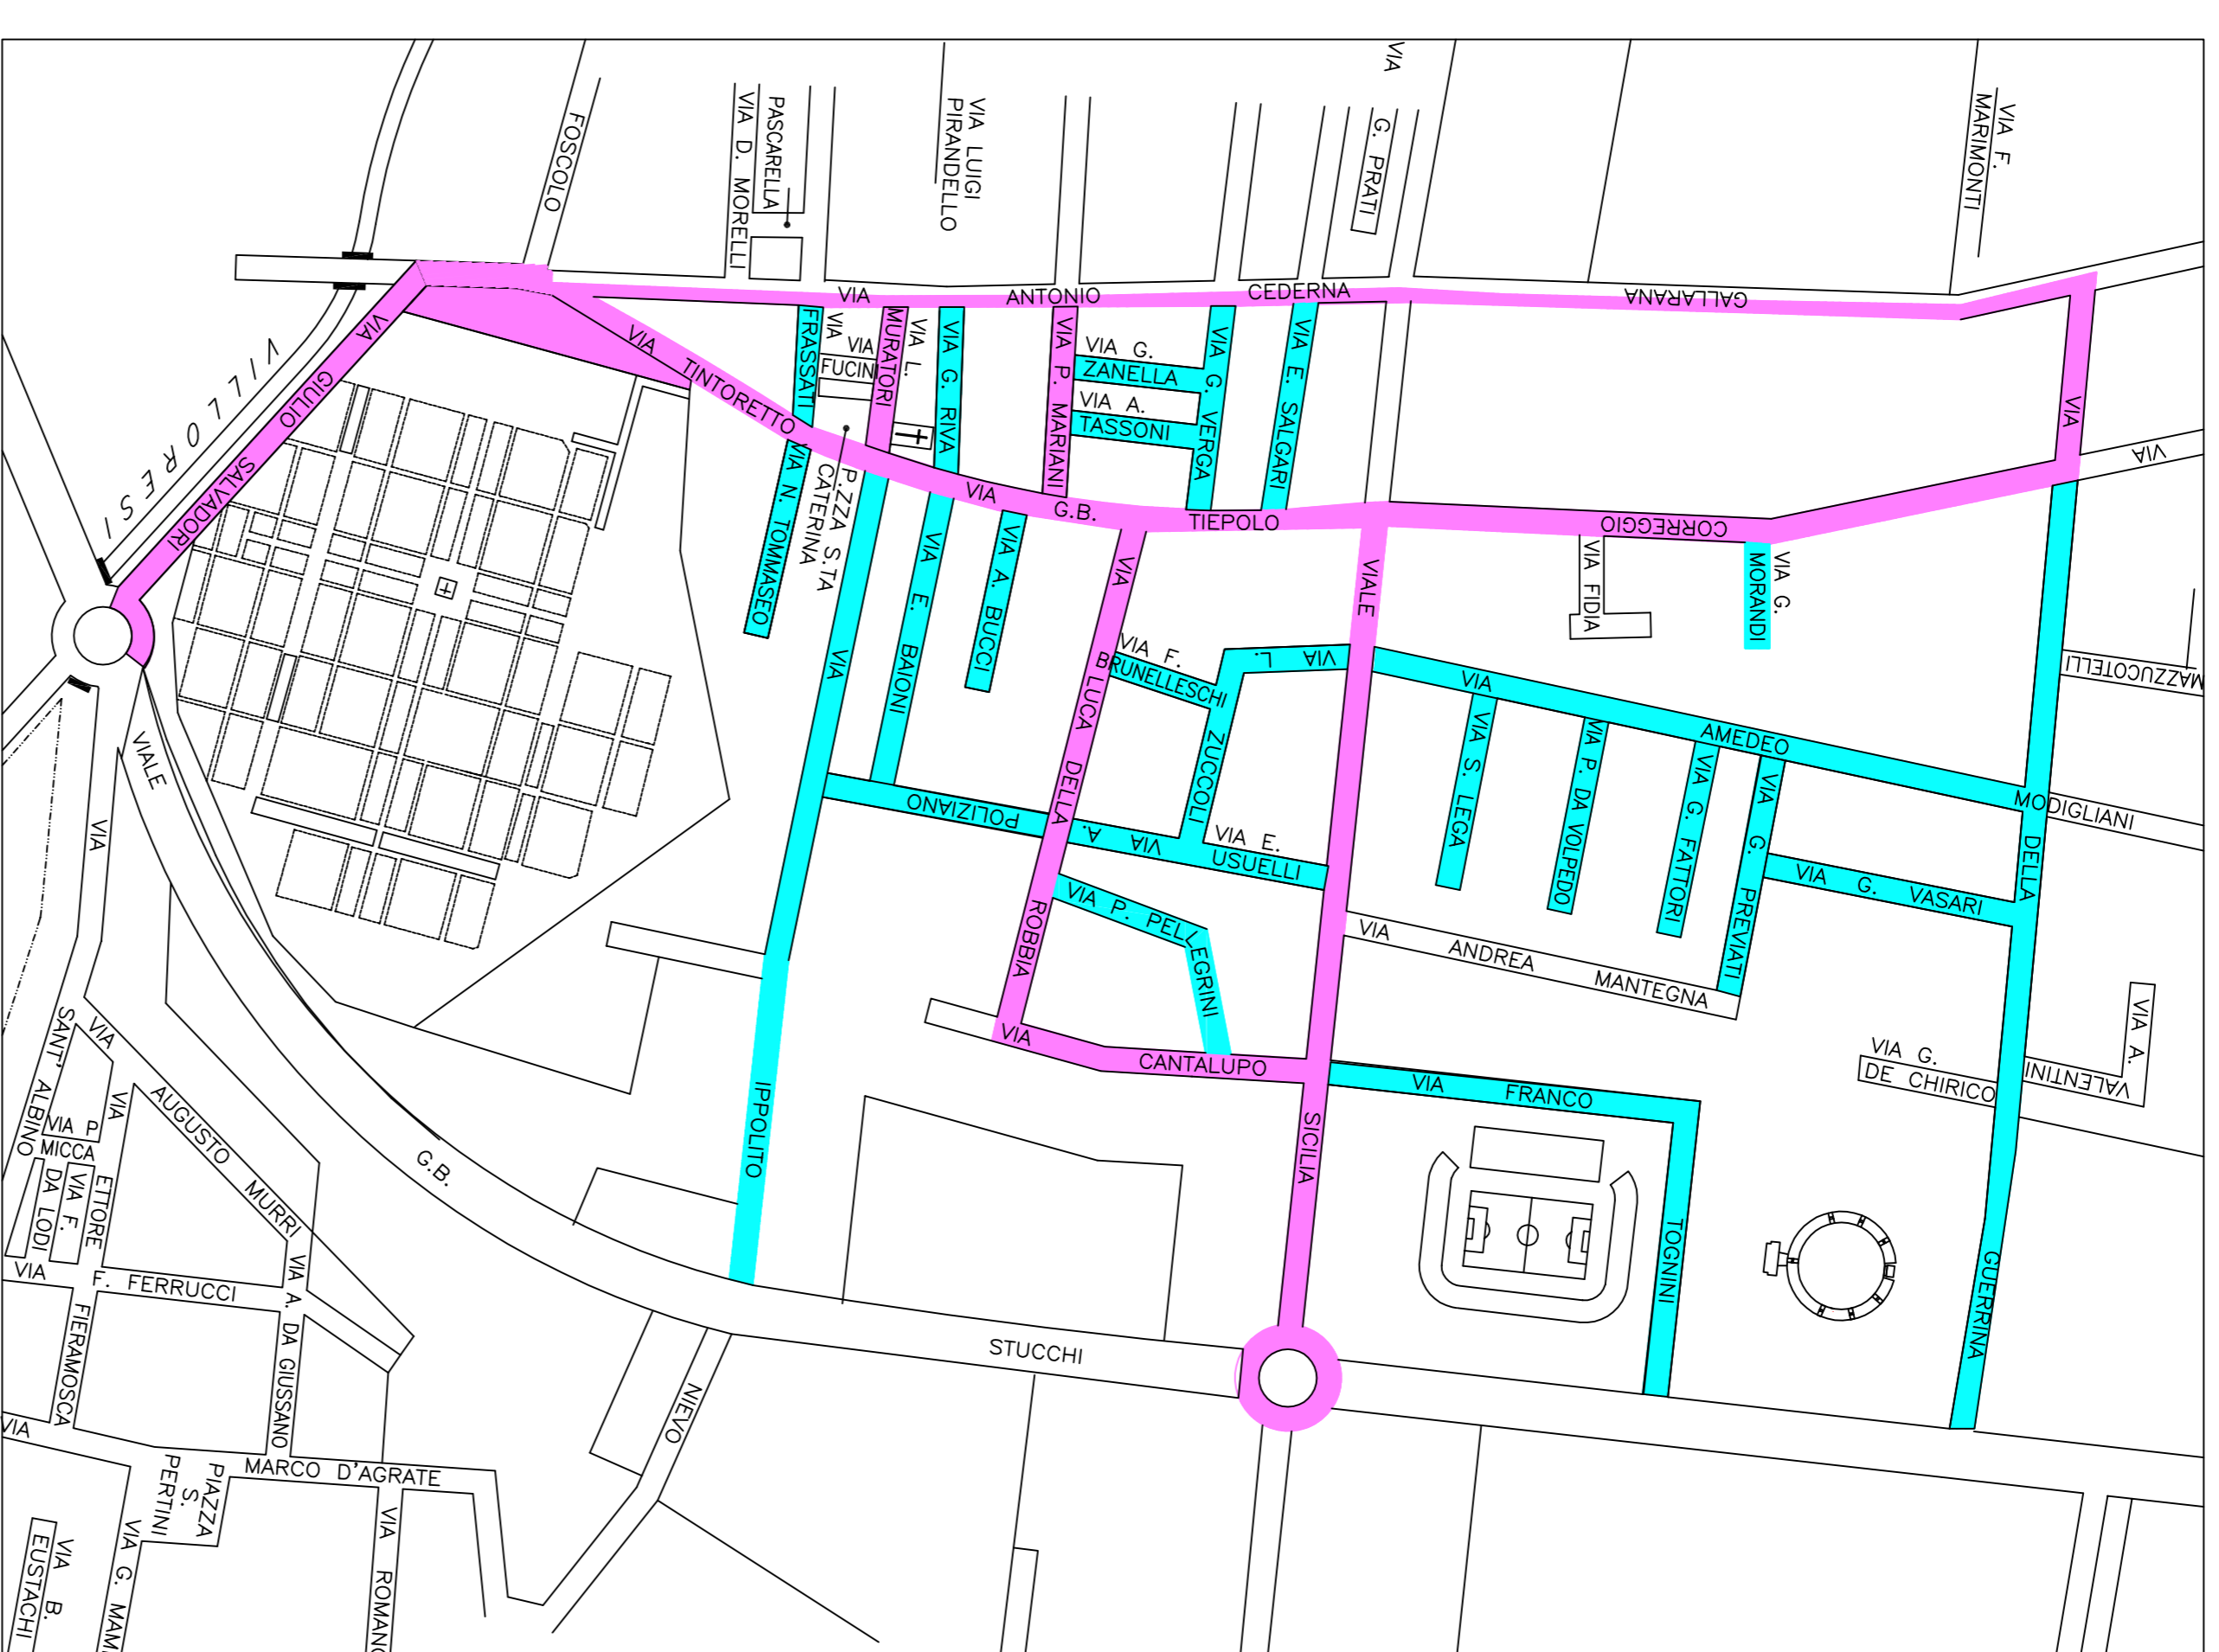 VIA
FOSCOLO
PASCARELLA
VIA D. MORELLI
VIA LUIGI
PIRANDELLO
G. PRATI
VIA F.
MARIMONTI
VIA
ANTONIO
CEDERNA
GALLARANA
VIA
VIA
VIA
GIULIO
SALVADORI
VILLORESI
VIA
TINTORETTO
FRASSATI
VIA
VIA
FUCINI
MURATORI
VIA L.
VIA G. RIVA
VIA P. MARIANI
VIA G.
ZANELLA
VIA A.
TASSONI
VIA G. VERGA
VIA E. SALGARI
VIA N. TOMMASEO
P.ZZA S.TA
CATERINA
VIA
G.B.
TIEPOLO
CORREGGIO
VIA FIDIA
VIA G.
MORANDI
MAZZUCOTELLI
VIA
IPPOLITO
VIA E. BAIONI
VIA A. BUCCI
VIA
LUCA
DELLA
ROBBIA
VIA F.
BRUNELLESCHI
VIA L.
ZUCCOLI
VIALE
SICILIA
VIA
AMEDEO
MODIGLIANI
VIA S. LEGA
VIA P. DA VOLPEDO
VIA G. FATTORI
VIA G. PREVIATI
VIA G. VASARI
DELLA
GUERRINA
VIA A.
POLIZIANO
VIA E.
USUELLI
VIA P. PELLEGRINI
VIA ANDREA MANTEGNA
VIA
CANTALUPO
VIA FRANCO
TOGNINI
VIA G.
DE CHIRICO
VIA A.
VALENTINI
VIALE
G.B.
STUCCHI
VIA
SANT' ALBINO
VIA
AUGUSTO
MURRI
VIA P
MICCA
VIA
ETTORE
FIERAMOSCA
VIA F.
DA LODI
VIA
F. FERRUCCI
VIA A. DA GIUSSANO
NIEVO
VIA
MARCO D'AGRATE
PIAZZA
S.
PERTINI
VIA G.
VIA ROMANO
VIA B.
EUSTACHI